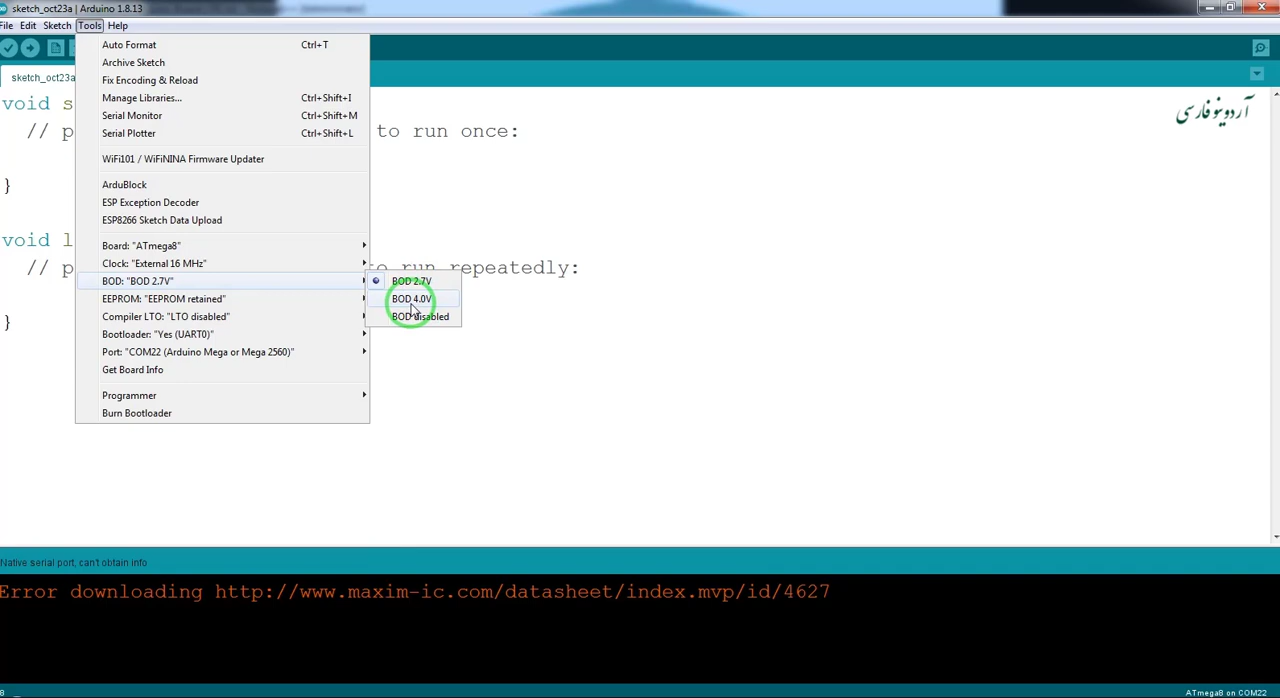 sketch_oct23a | Arduino 1.8.13
File Edit Sketch Tools Help
Auto Format Ctrl+T
Archive Sketch
Fix Encoding & Reload
Manage Libraries... Ctrl+Shift+I
Serial Monitor Ctrl+Shift+M
Serial Plotter Ctrl+Shift+L
WiFi101 / WiFiNINA Firmware Updater
ArduBlock
ESP Exception Decoder
ESP8266 Sketch Data Upload
Board: "ATmega8"
Clock: "External 16 MHz"
BOD: "BOD 2.7V"
EEPROM: "EEPROM retained"
Compiler LTO: "LTO disabled"
Bootloader: "Yes (UART0)"
Port: "COM22 (Arduino Mega or Mega 2560)"
Get Board Info
Programmer
Burn Bootloader
BOD 2.7V
BOD 4.0V
BOD disabled
sketch_oct23a
آردوینو فارسی
void s
// p to run once:
}
void l
// p to run repeatedly:
}
Native serial port, can't obtain info
Error downloading http://www.maxim-ic.com/datasheet/index.mvp/id/4627
8
ATmega8 on COM22